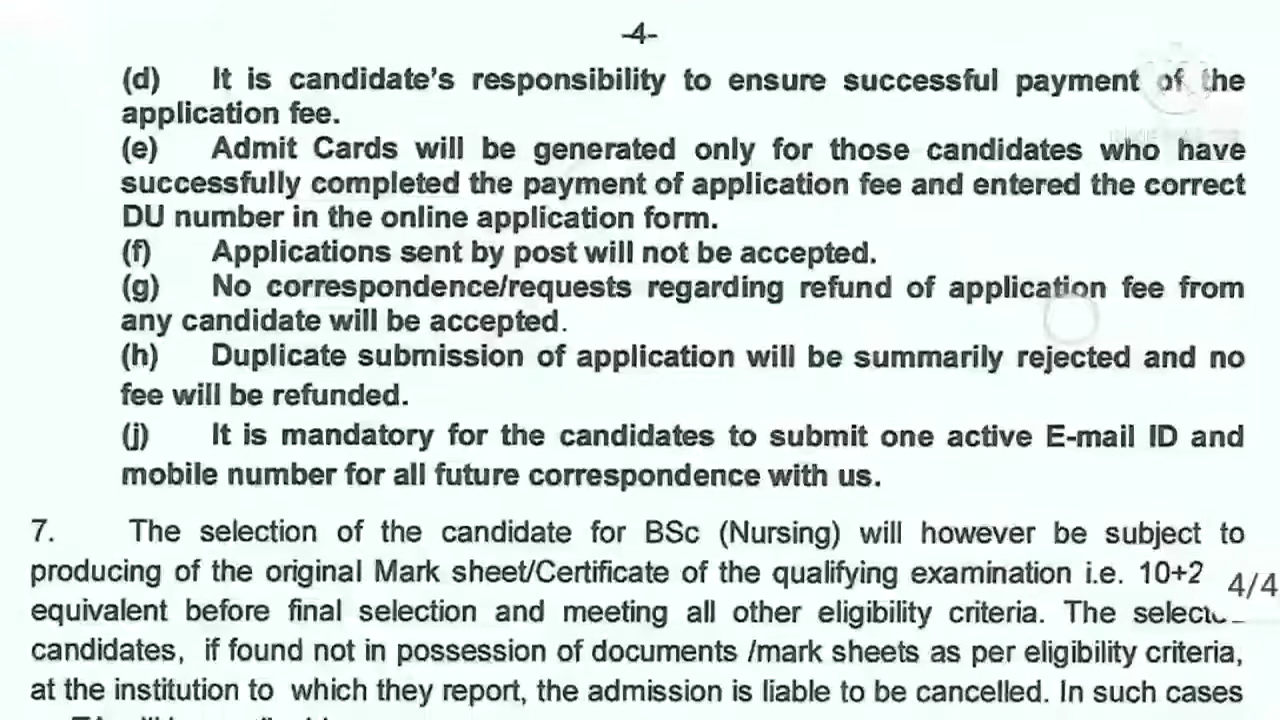 -4-
(d) It is candidate's responsibility to ensure successful payment of the
application fee.
(e) Admit Cards will be generated only for those candidates who have
successfully completed the payment of application fee and entered the correct
DU number in the online application form.
(f) Applications sent by post will not be accepted.
(g) No correspondence/requests regarding refund of application fee from
any candidate will be accepted.
(h) Duplicate submission of application will be summarily rejected and no
fee will be refunded.
(j) It is mandatory for the candidates to submit one active E-mail ID and
mobile number for all future correspondence with us.
7. The selection of the candidate for BSc (Nursing) will however be subject to
producing of the original Mark sheet/Certificate of the qualifying examination i.e. 10+2
4/4
equivalent before final selection and meeting all other eligibility criteria. The
candidates, if found not in possession of documents /mark sheets as per eligibility criteria,
at the institution to which they report, the admission is liable to be cancelled. In such cases